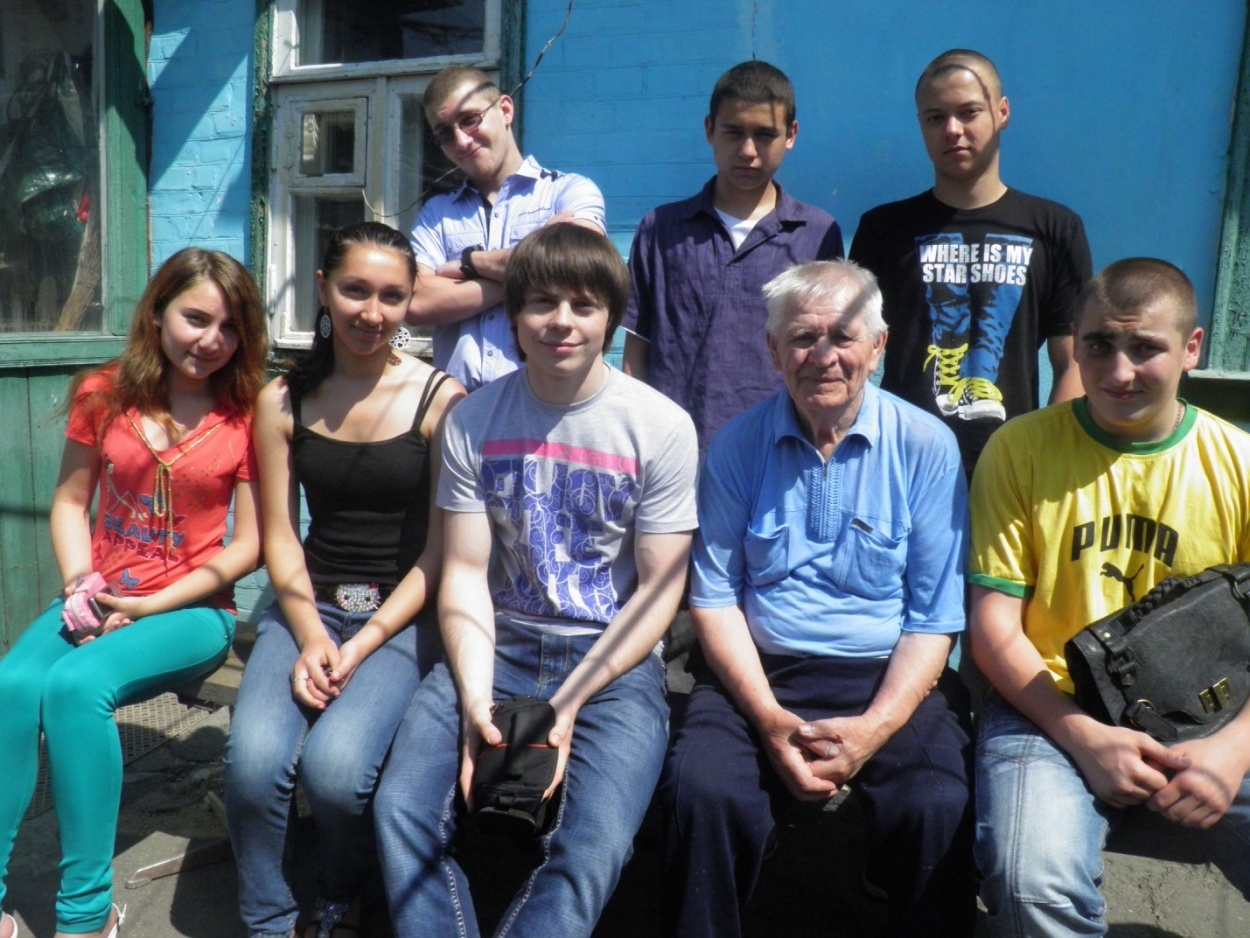 WHERE IS MY
STAR SHOES
BEAUTY
APPEAL
PUMA